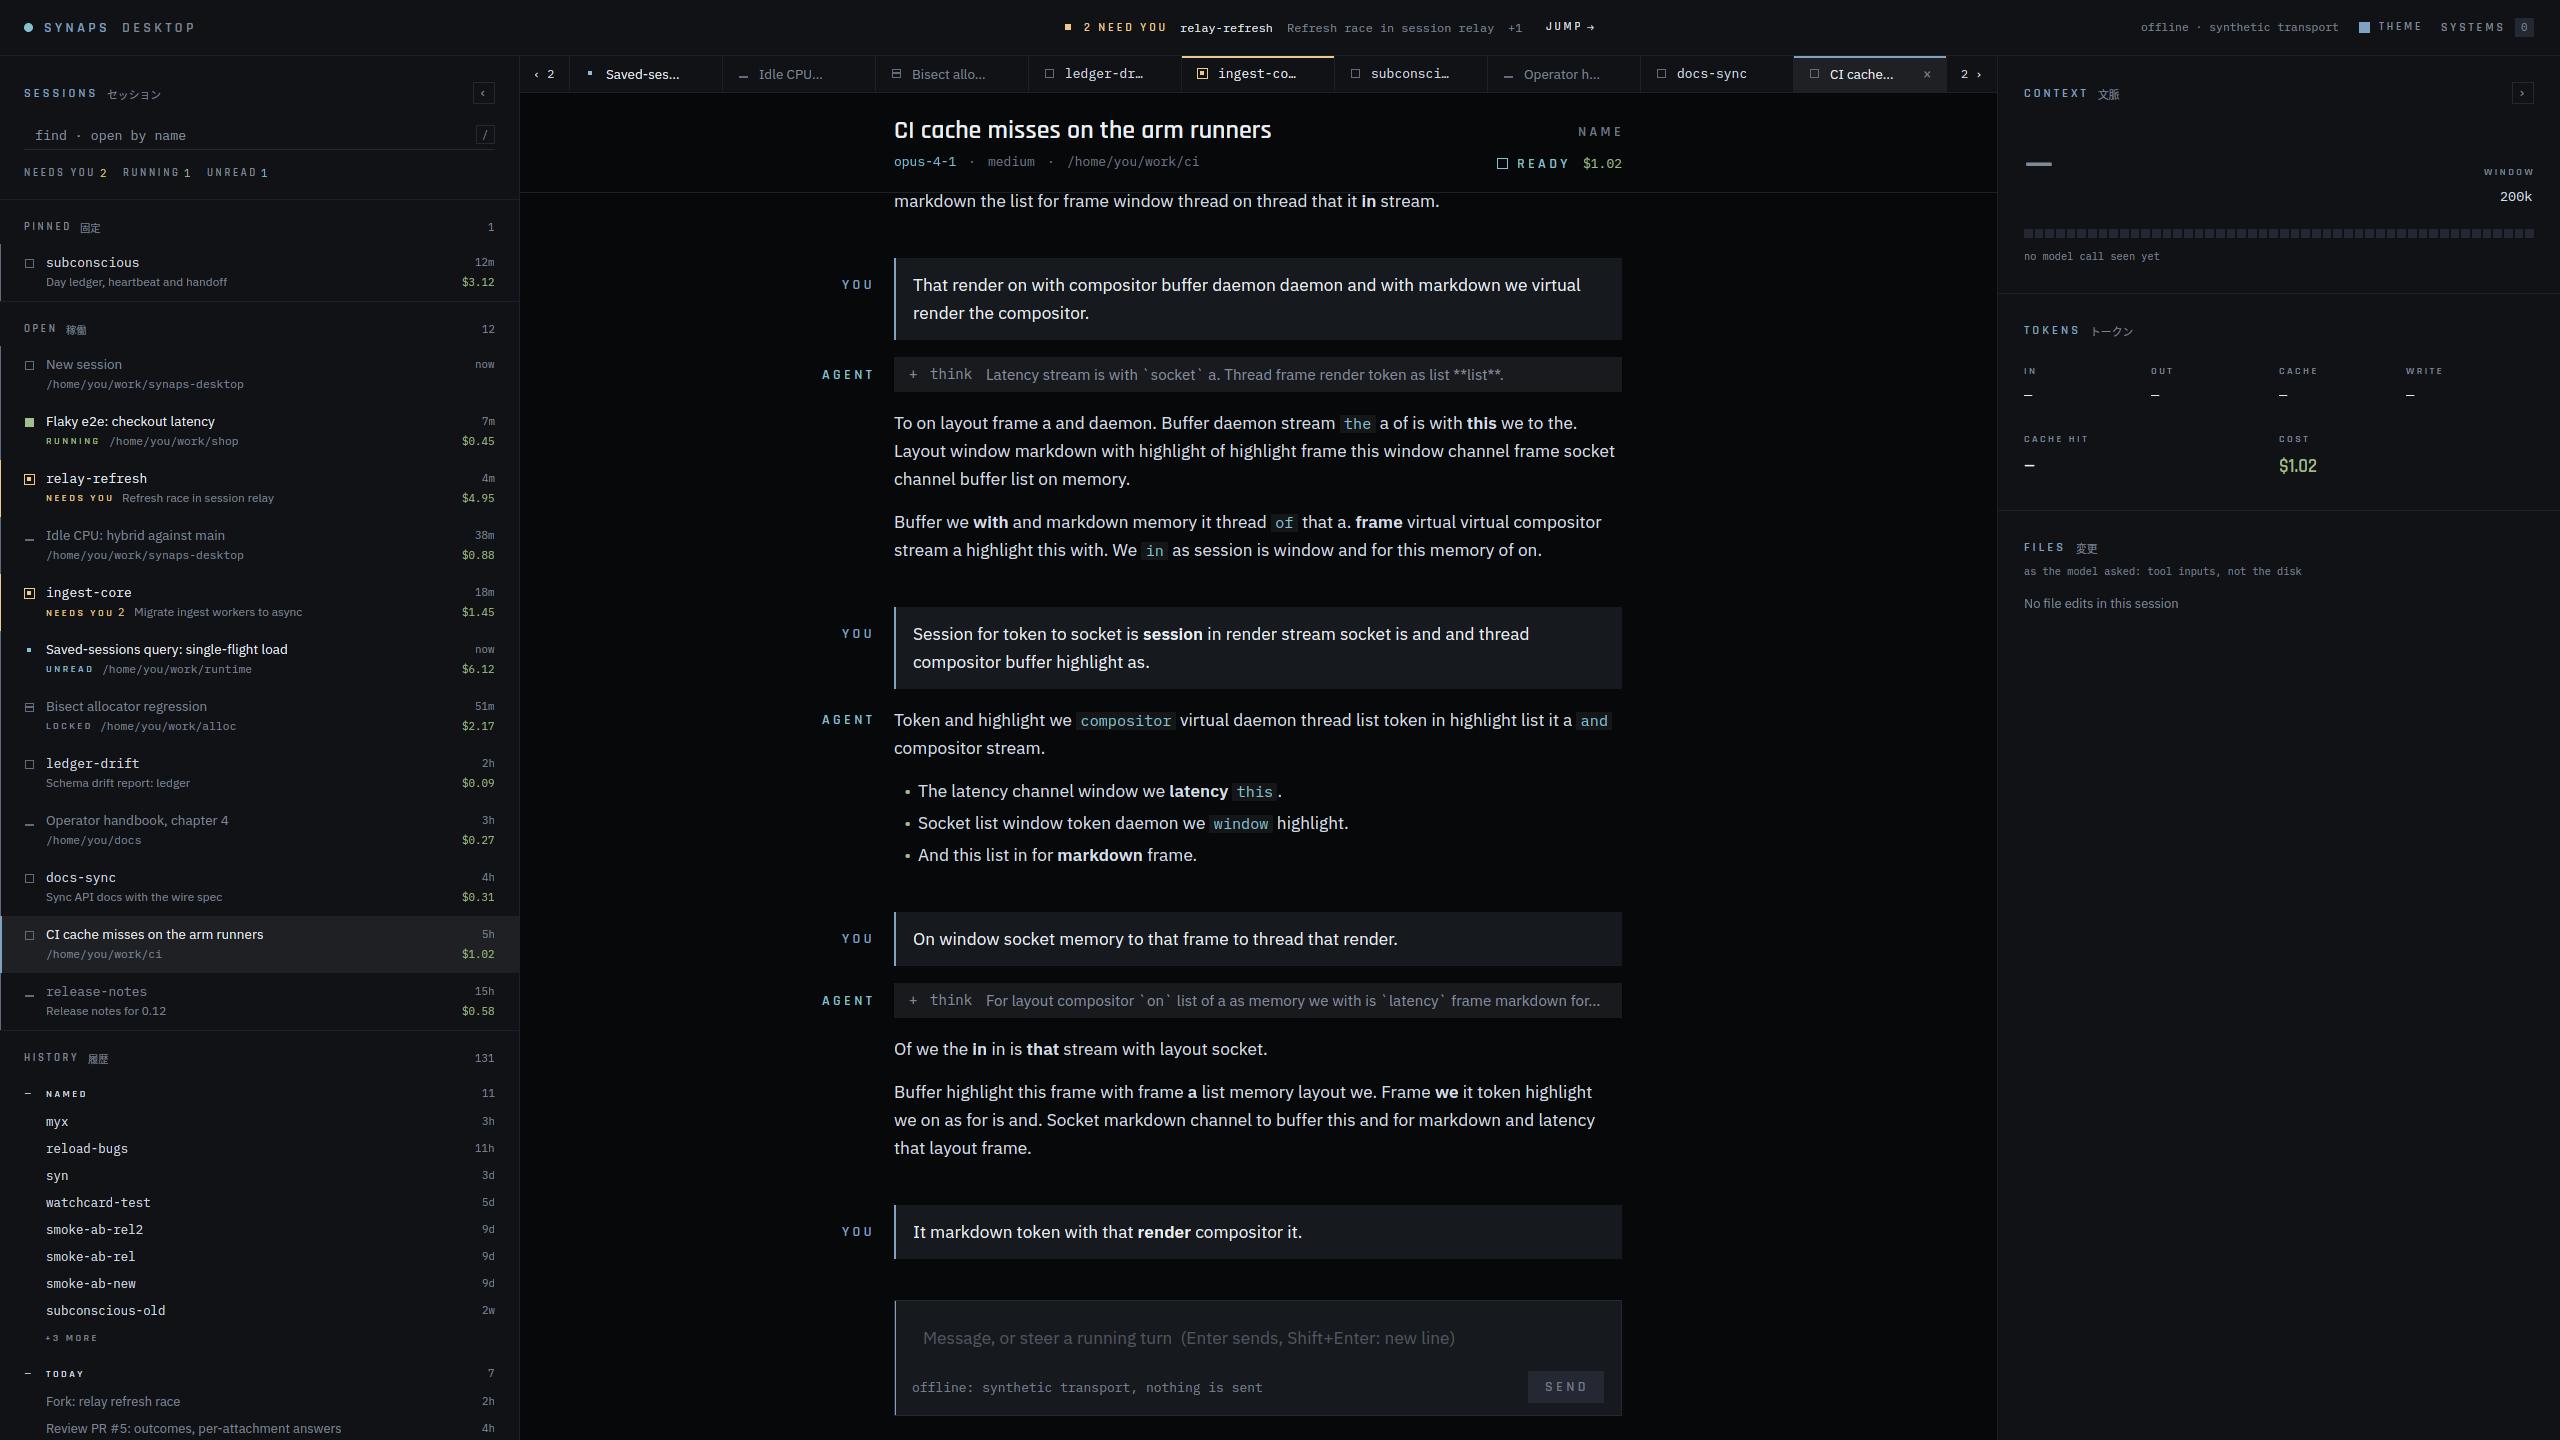 SYNAPS DESKTOP
2 NEED YOU relay-refresh Refresh race in session relay +1 JUMP →
offline · synthetic transport THEME SYSTEMS 0
SESSIONS セッション ‹
find · open by name /
NEEDS YOU 2 RUNNING 1 UNREAD 1
PINNED 固定 1
subconscious 12m
Day ledger, heartbeat and handoff $3.12
OPEN 稼働 12
New session now
/home/you/work/synaps-desktop
Flaky e2e: checkout latency 7m
RUNNING /home/you/work/shop $0.45
relay-refresh 4m
NEEDS YOU Refresh race in session relay $4.95
Idle CPU: hybrid against main 38m
/home/you/work/synaps-desktop $0.88
ingest-core 18m
NEEDS YOU 2 Migrate ingest workers to async $1.45
Saved-sessions query: single-flight load now
UNREAD /home/you/work/runtime $6.12
Bisect allocator regression 51m
LOCKED /home/you/work/alloc $2.17
ledger-drift 2h
Schema drift report: ledger $0.09
Operator handbook, chapter 4 3h
/home/you/docs $0.27
docs-sync 4h
Sync API docs with the wire spec $0.31
CI cache misses on the arm runners 5h
/home/you/work/ci $1.02
release-notes 15h
Release notes for 0.12 $0.58
HISTORY 履歴 131
– NAMED 11
myx 3h
reload-bugs 11h
syn 3d
watchcard-test 5d
smoke-ab-rel2 9d
smoke-ab-rel 9d
smoke-ab-new 9d
subconscious-old 2w
+3 MORE
– TODAY 7
Fork: relay refresh race 2h
Review PR #5: outcomes, per-attachment answers 4h
‹ 2 Saved-ses… Idle CPU… Bisect allo… ledger-dr… ingest-co… subconsci… Operator h… docs-sync CI cache… × 2 ›
CI cache misses on the arm runners NAME
opus-4-1 · medium · /home/you/work/ci READY $1.02
markdown the list for frame window thread on thread that it in stream.
YOU
That render on with compositor buffer daemon daemon and with markdown we virtual
render the compositor.
AGENT
+ think Latency stream is with `socket` a. Thread frame render token as list **list**.
To on layout frame a and daemon. Buffer daemon stream the a of is with this we to the.
Layout window markdown with highlight of highlight frame this window channel frame socket
channel buffer list on memory.
Buffer we with and markdown memory it thread of that a. frame virtual virtual compositor
stream a highlight this with. We in as session is window and for this memory of on.
YOU
Session for token to socket is session in render stream socket is and and thread
compositor buffer highlight as.
AGENT
Token and highlight we compositor virtual daemon thread list token in highlight list it a and
compositor stream.
• The latency channel window we latency this.
• Socket list window token daemon we window highlight.
• And this list in for markdown frame.
YOU
On window socket memory to that frame to thread that render.
AGENT
+ think For layout compositor `on` list of a as memory we with is `latency` frame markdown for…
Of we the in in is that stream with layout socket.
Buffer highlight this frame with frame a list memory layout we. Frame we it token highlight
we on as for is and. Socket markdown channel to buffer this and for markdown and latency
that layout frame.
YOU
It markdown token with that render compositor it.
Message, or steer a running turn (Enter sends, Shift+Enter: new line)
offline: synthetic transport, nothing is sent SEND
CONTEXT 文脈 ›
—
WINDOW
200k
no model call seen yet
TOKENS トークン
IN OUT CACHE WRITE
– – – –
CACHE HIT COST
– $1.02
FILES 変更
as the model asked: tool inputs, not the disk
No file edits in this session